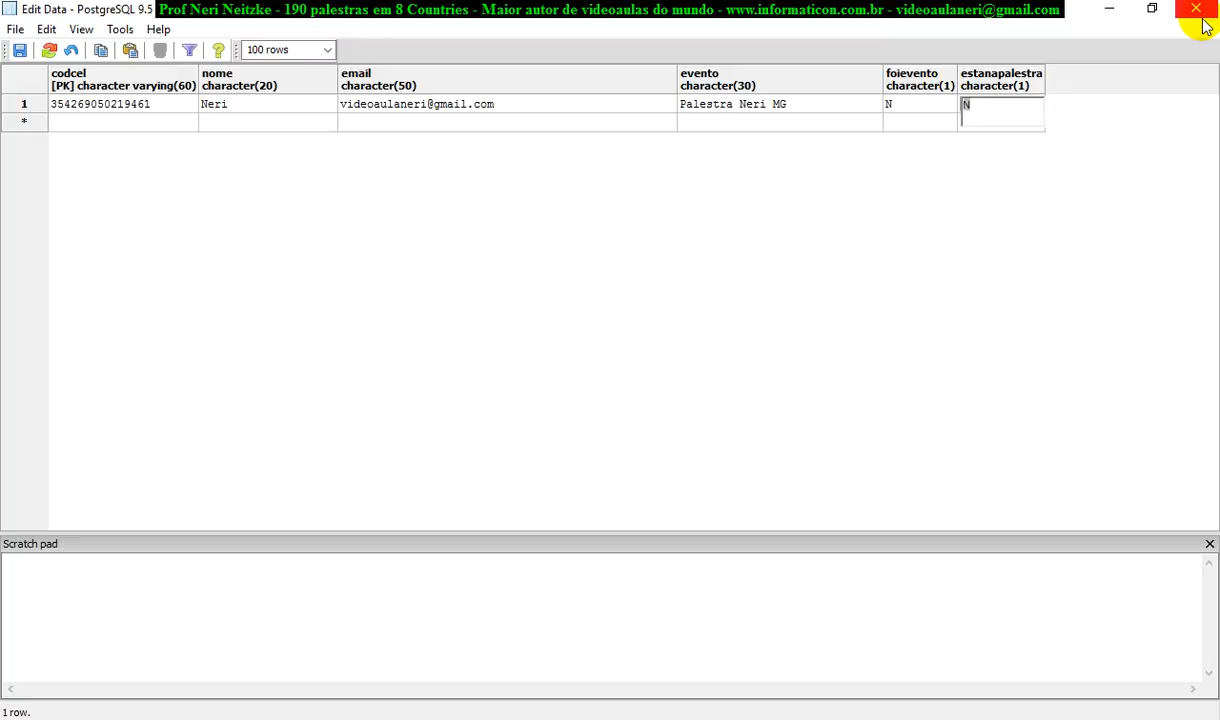 Edit Data - PostgreSQL 9.5
Prof Neri Neitzke - 190 palestras em 8 Countries - Maior autor de videoaulas do mundo - www.informaticon.com.br - videoaulaneri@gmail.com
File Edit View Tools Help
100 rows
codcel nome email evento foievento estanapalestra
[PK] character varying(60) character(20) character(50) character(30) character(1) character(1)
1 354269050219461 Neri videoaulaneri@gmail.com Palestra Neri MG N N
*
Scratch pad
1 row.